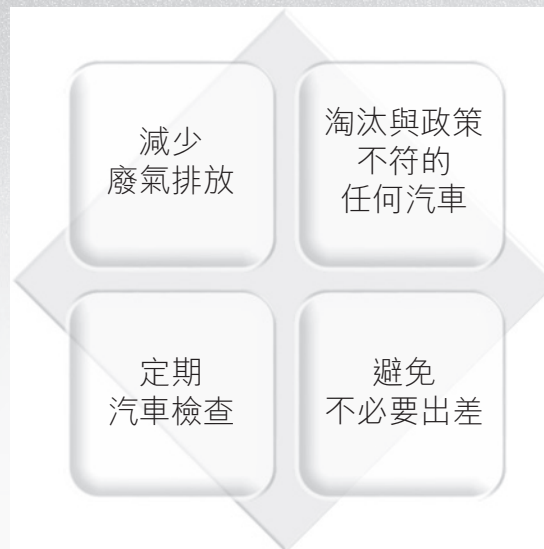 減少
廢氣排放
淘汰與政策
不符的
任何汽車
定期
汽車檢查
避免
不必要出差